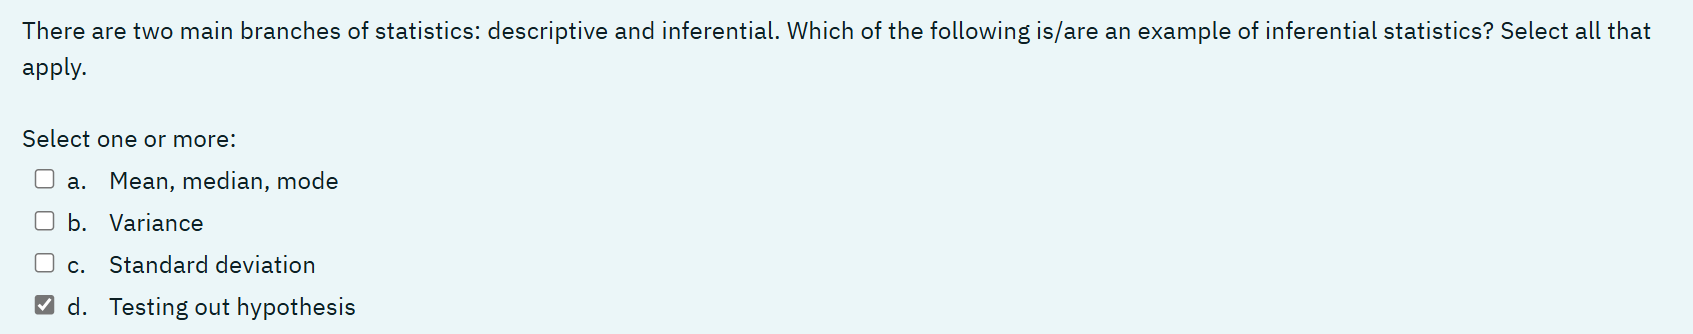 There are two main branches of statistics: descriptive and inferential. Which of the following is/are an example of inferential statistics? Select all that
apply.
Select one or more:
a. Mean, median, mode
b. Variance
c. Standard deviation
d. Testing out hypothesis